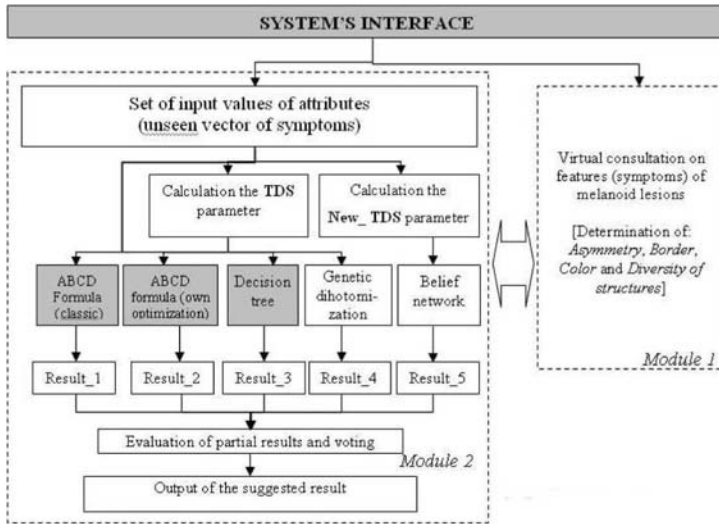 SYSTEM'S INTERFACE
Set of input values of attributes
(unseen vector of symptoms)
Calculation the TDS
parameter
Calculation the
New_ TDS parameter
ABCD
Formula
(classic)
ABCD
formula (own
optimization)
Decision
tree
Genetic
dihotomi-
zation
Belief
network
Result_1
Result_2
Result_3
Result_4
Result_5
Evaluation of partial results and voting
Module 2
Output of the suggested result
Virtual consultation on
features (symptoms) of
melanoid lesions
[Determination of:
Asymmetry, Border,
Color and Diversity of
structures]
Module 1